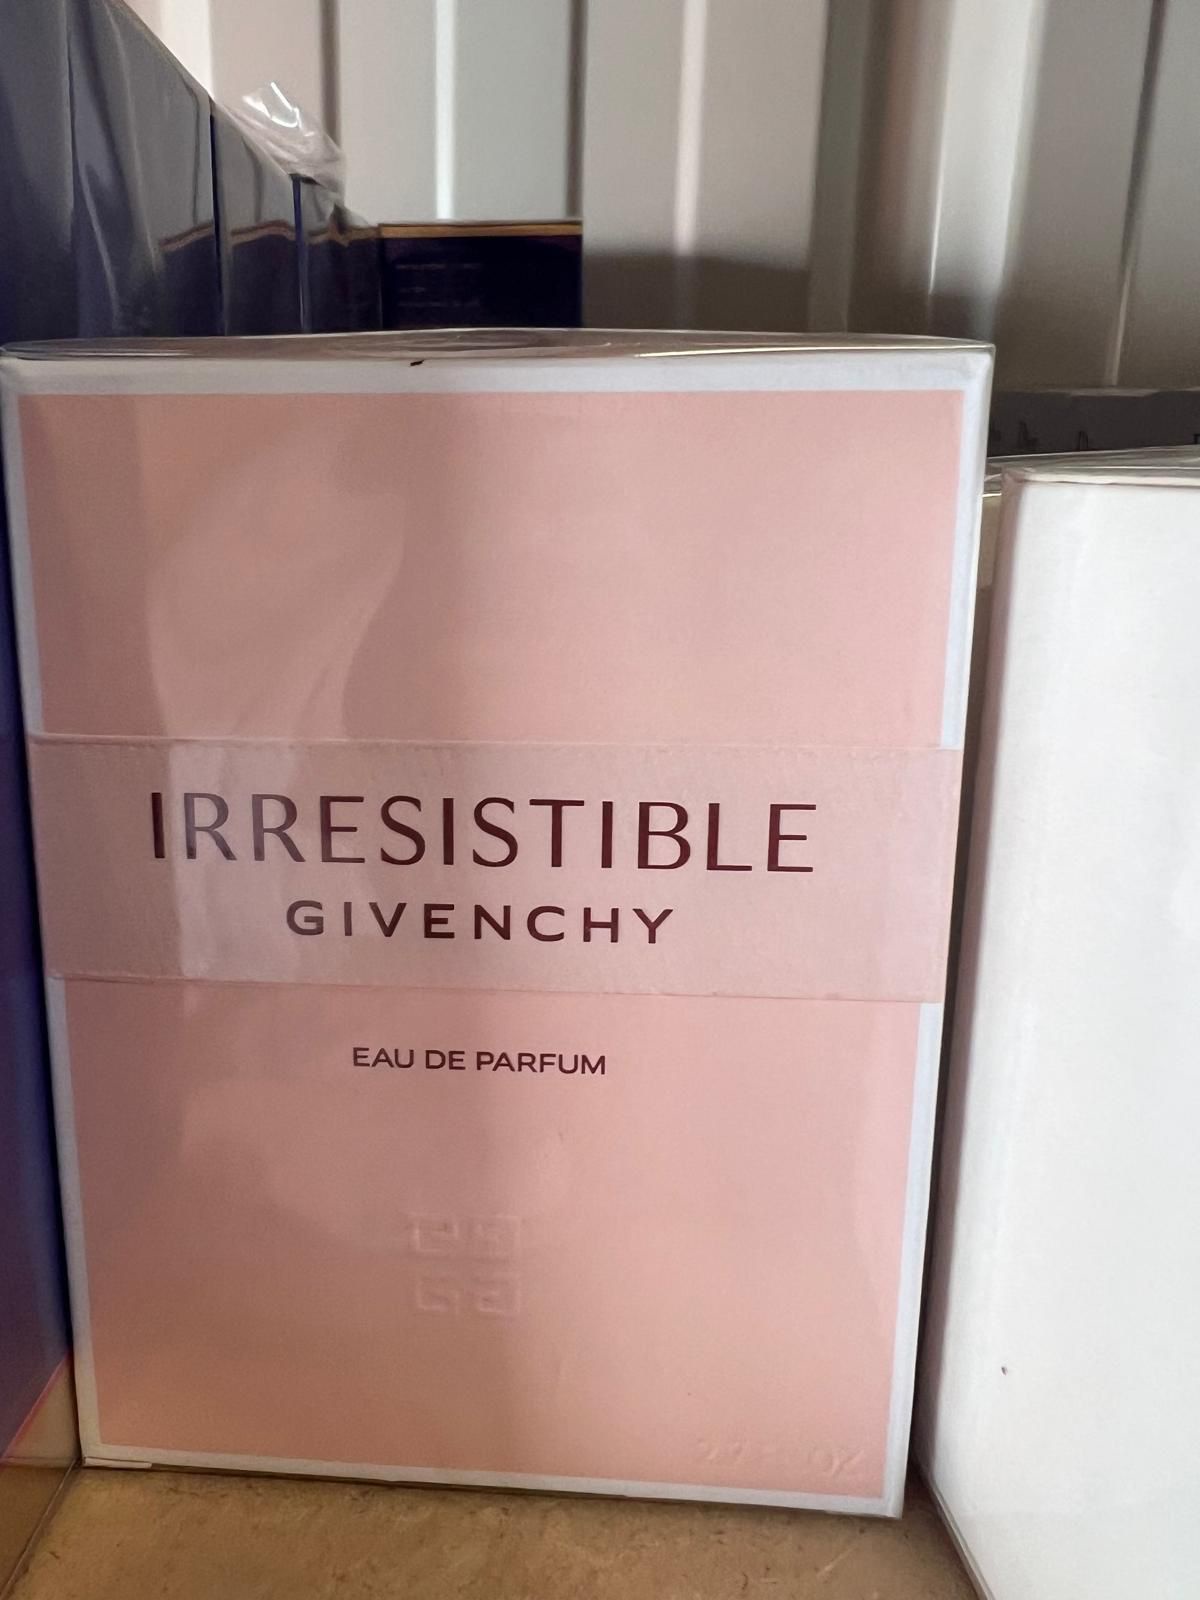 IRRESISTIBLE
GIVENCHY
EAU DE PARFUM